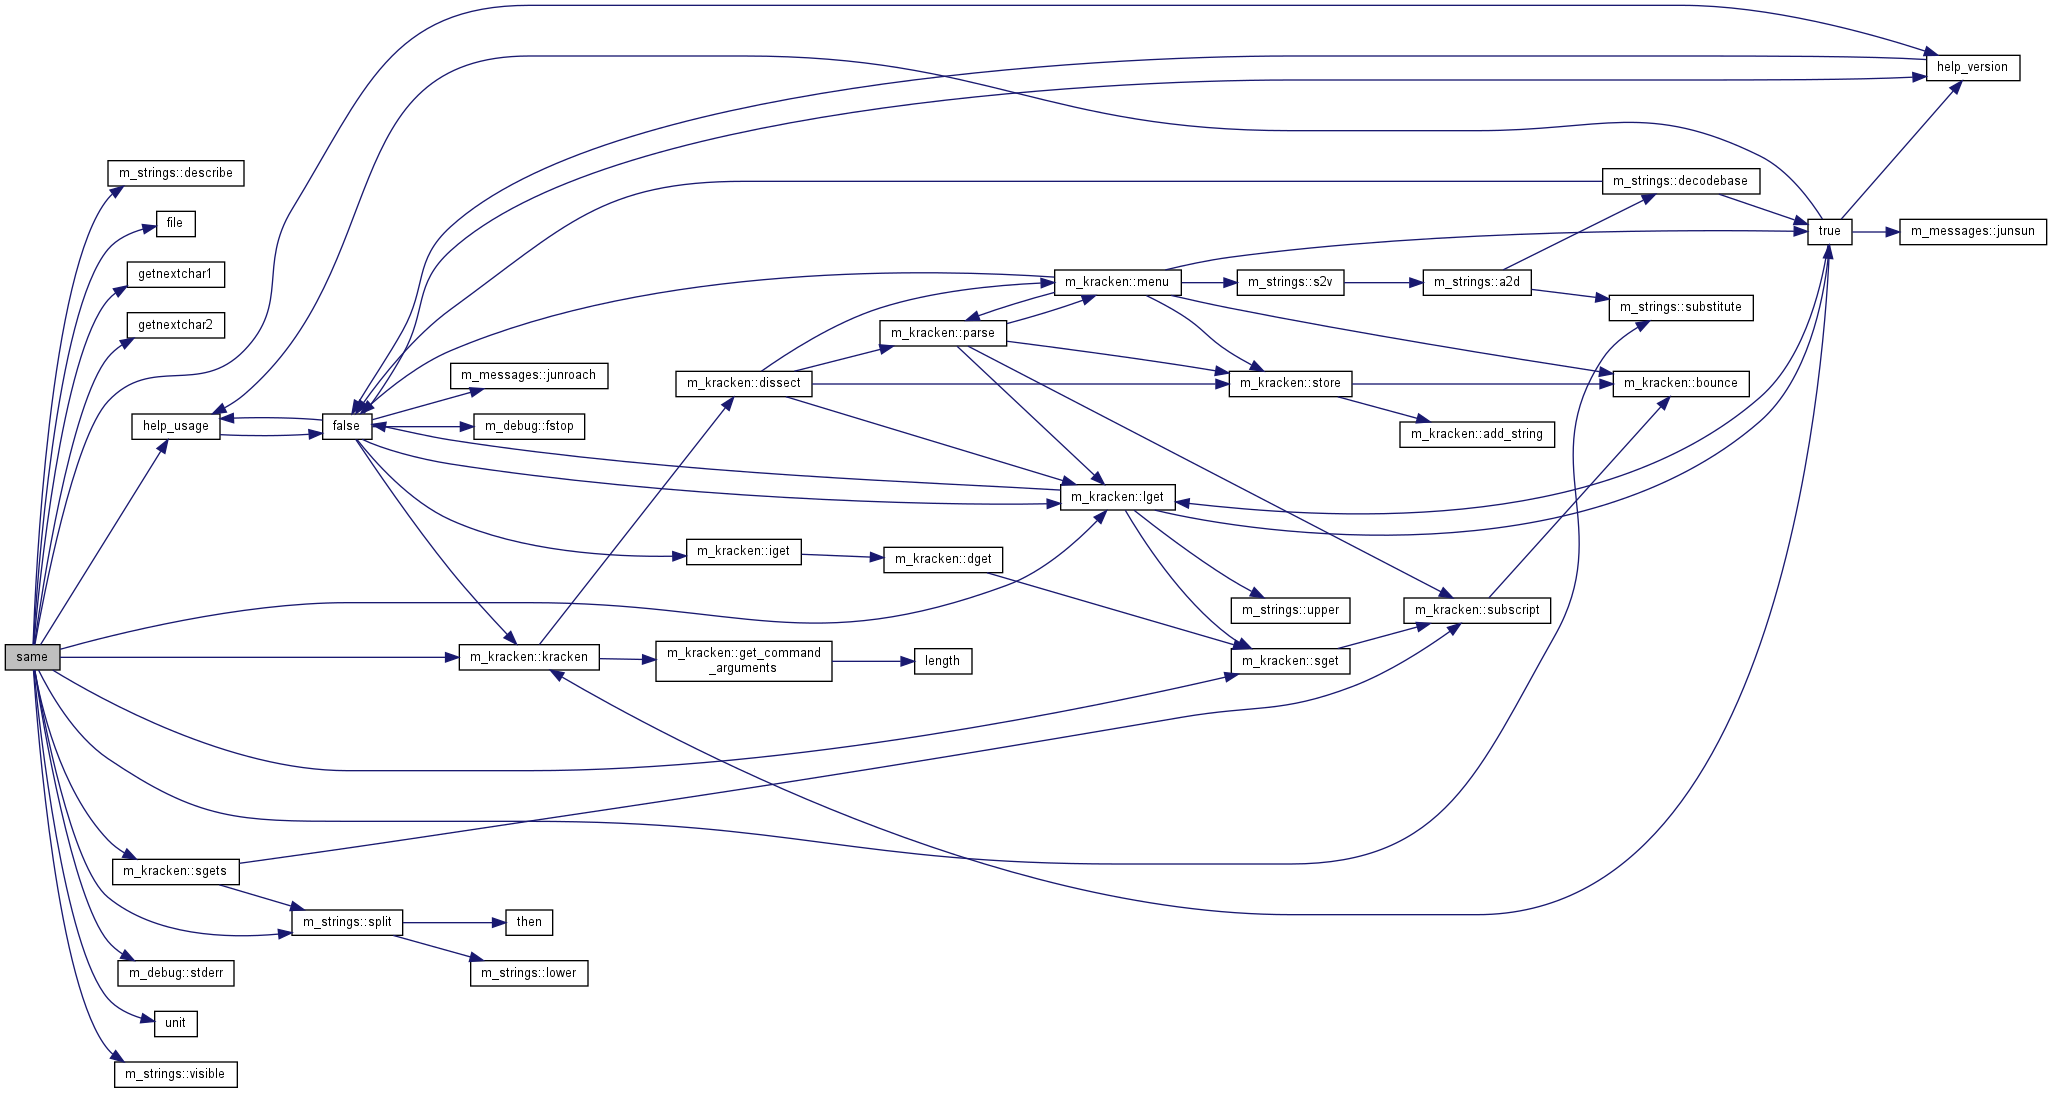 help_version
m_strings::describe
m_strings::decodebase
file
true
m_messages::junsun
getnextchar1
m_kracken::menu
m_strings::s2v
m_strings::a2d
m_strings::substitute
getnextchar2
m_kracken::parse
m_messages::junroach
m_kracken::dissect
m_kracken::store
m_kracken::bounce
help_usage
false
m_debug::fstop
m_kracken::add_string
m_kracken::lget
m_kracken::iget
m_kracken::dget
m_strings::upper
m_kracken::subscript
same
m_kracken::kracken
m_kracken::get_command
_arguments
length
m_kracken::sget
m_kracken::sgets
m_strings::split
then
m_debug::stderr
m_strings::lower
unit
m_strings::visible